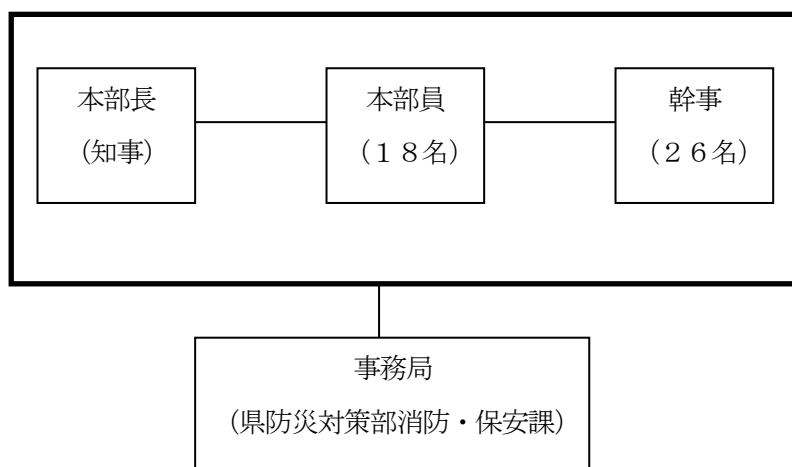 本部長
(知事)
本部員
(18名)
幹事
(26名)
事務局
(県防災対策部消防・保安課)